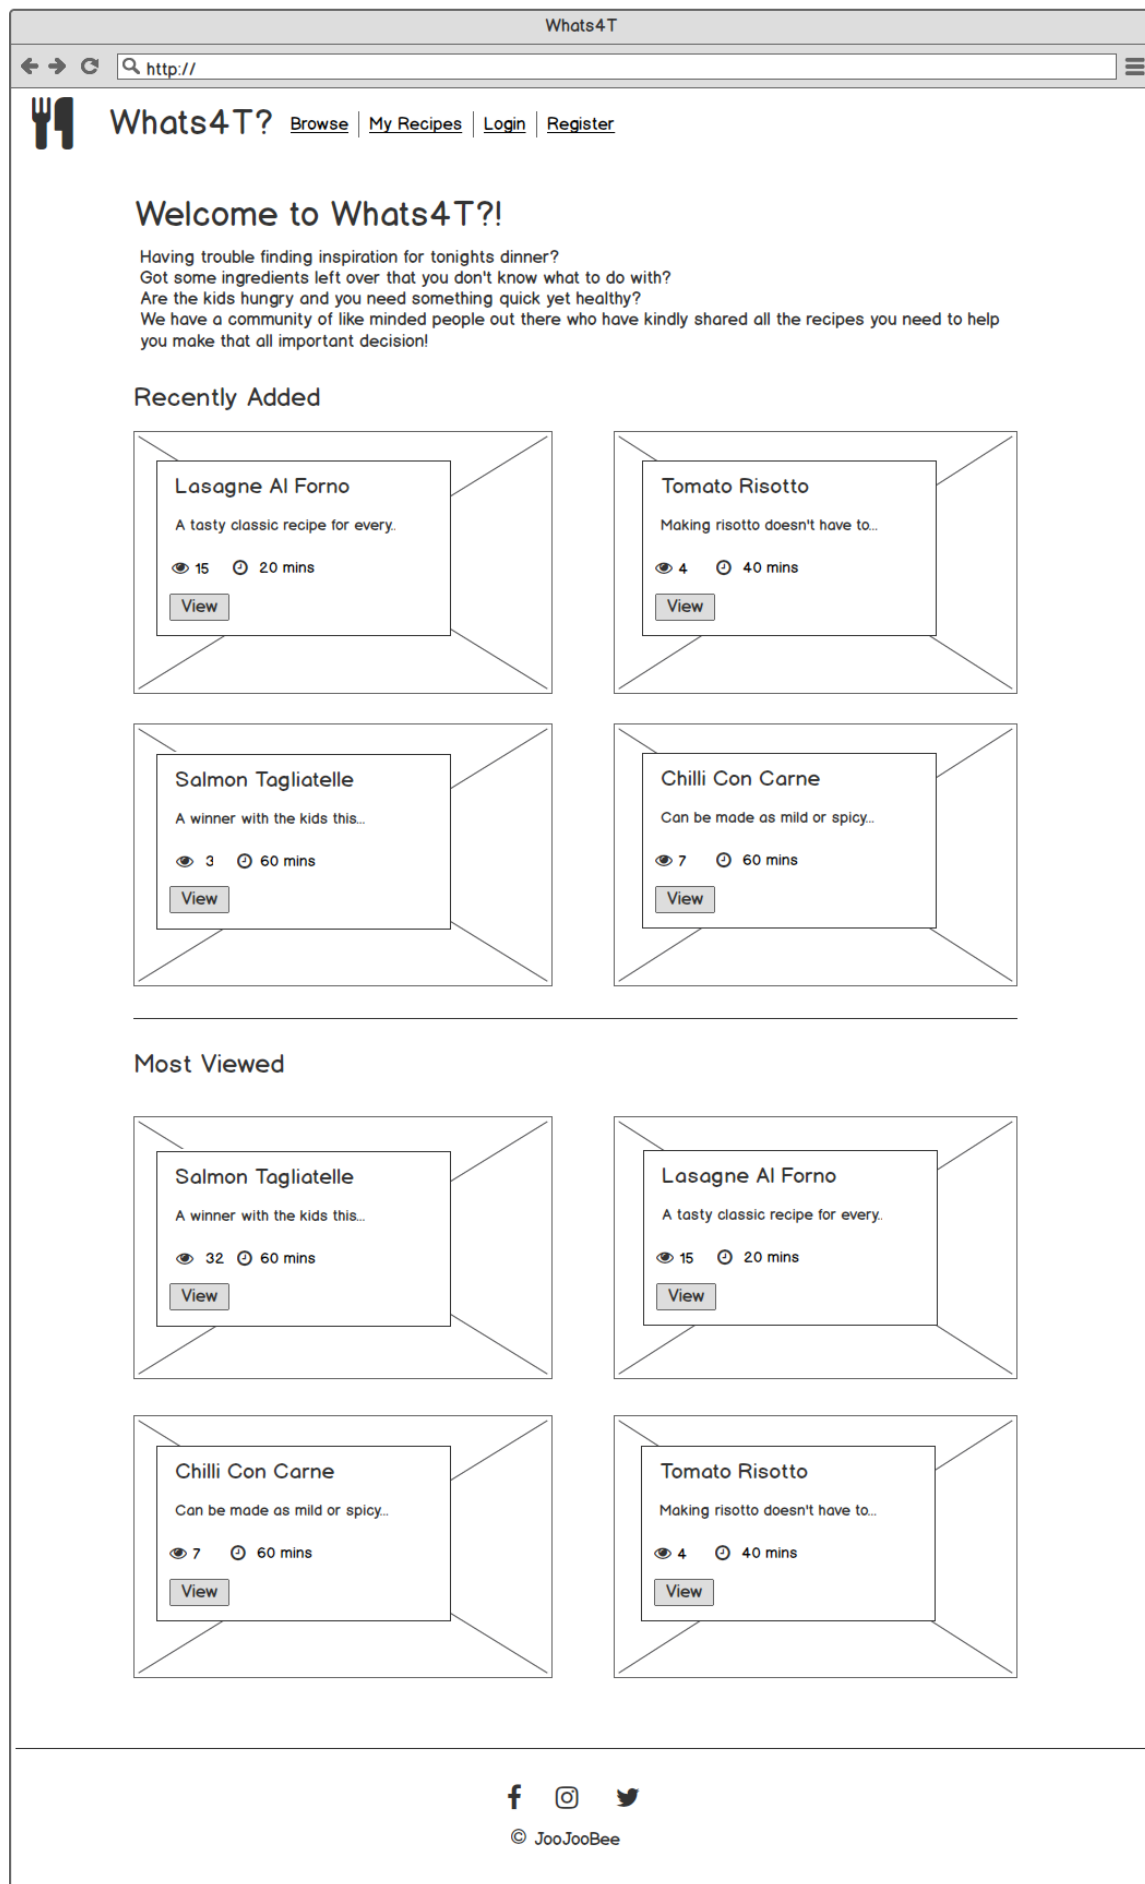 Whats4T
http://
Whats4T? Browse My Recipes Login Register
Welcome to Whats4T?!
Having trouble finding inspiration for tonights dinner?
Got some ingredients left over that you don't know what to do with?
Are the kids hungry and you need something quick yet healthy?
We have a community of like minded people out there who have kindly shared all the recipes you need to help
you make that all important decision!
Recently Added
Lasagne Al Forno
A tasty classic recipe for every..
15 20 mins
View
Tomato Risotto
Making risotto doesn't have to...
4 40 mins
View
Salmon Tagliatelle
A winner with the kids this...
3 60 mins
View
Chilli Con Carne
Can be made as mild or spicy...
7 60 mins
View
Most Viewed
Salmon Tagliatelle
A winner with the kids this...
32 60 mins
View
Lasagne Al Forno
A tasty classic recipe for every..
15 20 mins
View
Chilli Con Carne
Can be made as mild or spicy...
7 60 mins
View
Tomato Risotto
Making risotto doesn't have to...
4 40 mins
View
© JooJooBee